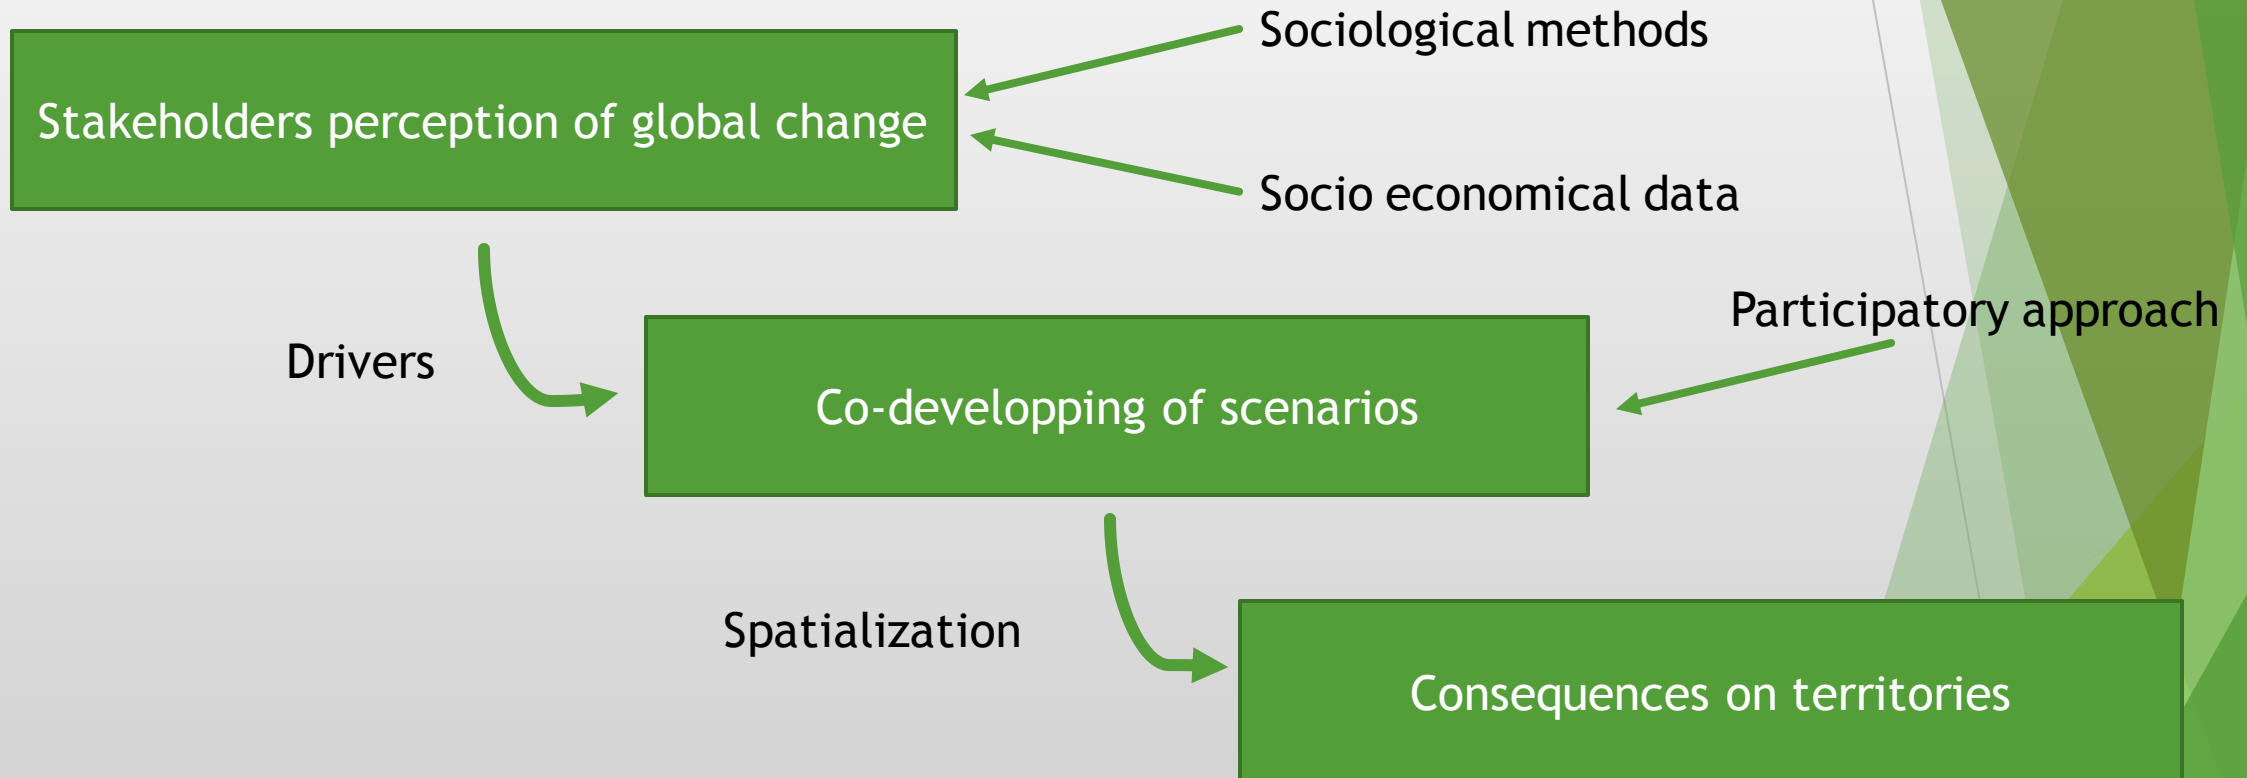 Sociological methods
Stakeholders perception of global change
Socio economical data
Participatory approach
Drivers
Co-developping of scenarios
Spatialization
Consequences on territories